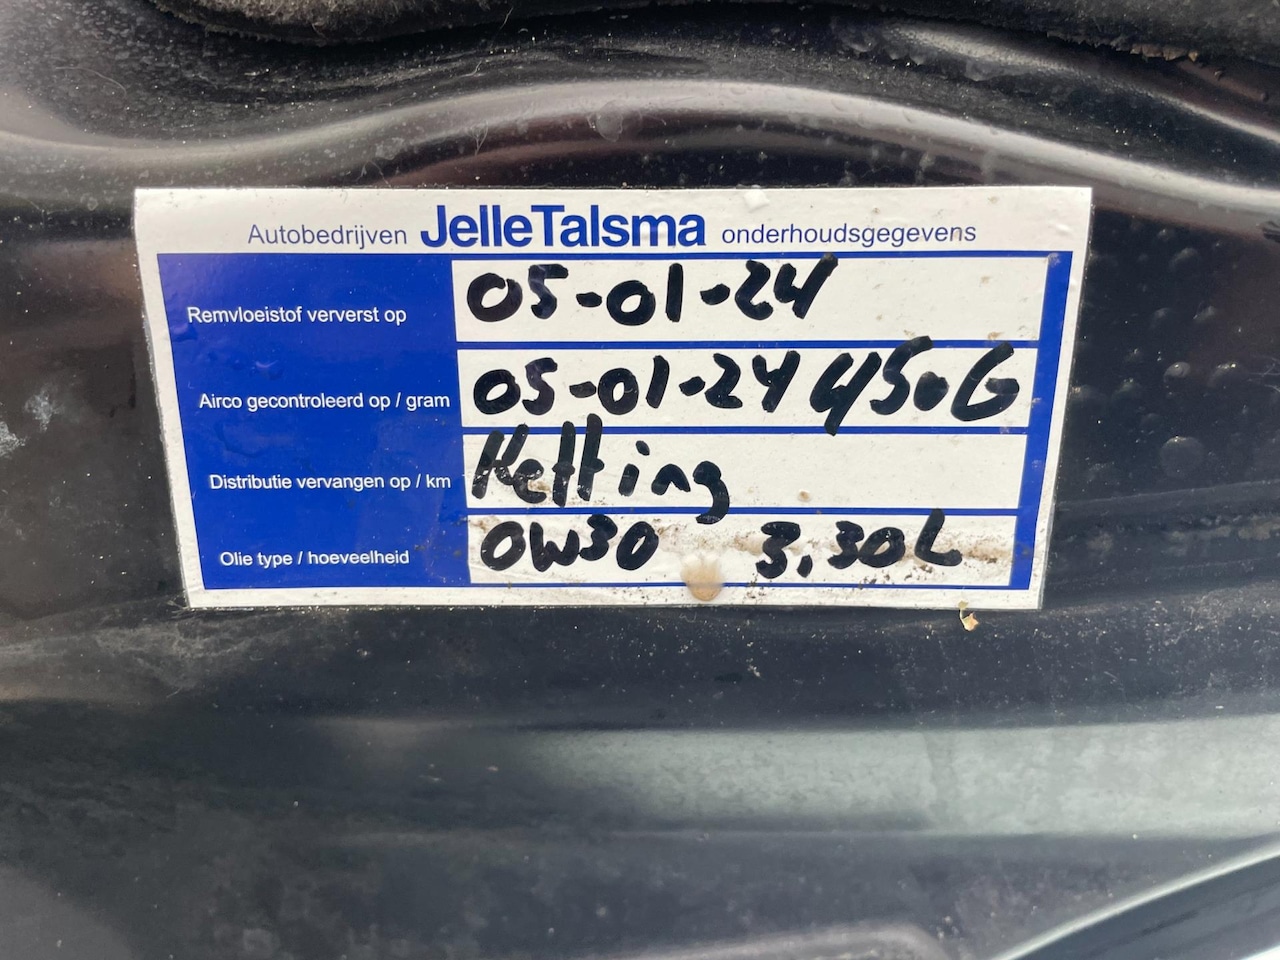 Autobedrijven JelleTalsma onderhoudsgegevens
Remvloeistof ververst op 05-01-24
Airco gecontroleerd op / gram 05-01-24 450G
Distributie vervangen op / km Ketting
Olie type / hoeveelheid 0W30 3,30L